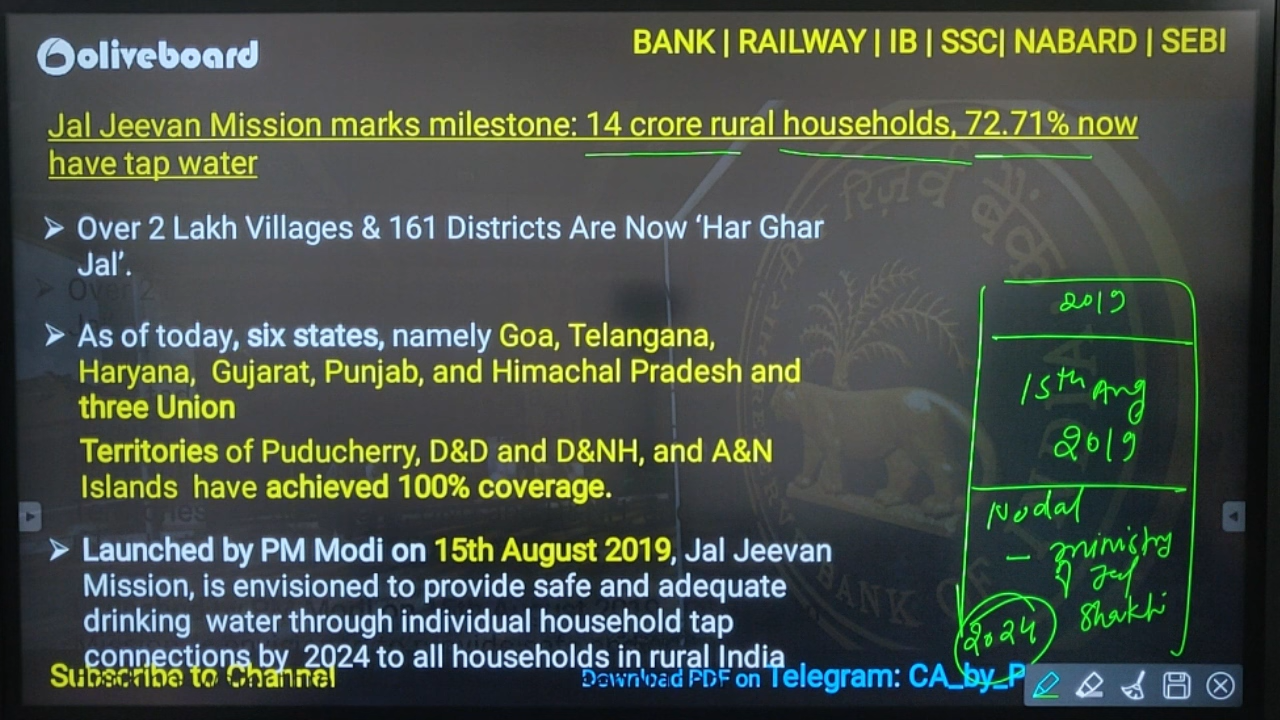 oliveboard
BANK | RAILWAY | IB | SSC| NABARD | SEBI
Jal Jeevan Mission marks milestone: 14 crore rural households, 72.71% now
have tap water
➢ Over 2 Lakh Villages & 161 Districts Are Now ‘Har Ghar
Jal’.
➢ As of today, six states, namely Goa, Telangana,
Haryana, Gujarat, Punjab, and Himachal Pradesh and
three Union
Territories of Puducherry, D&D and D&NH, and A&N
Islands have achieved 100% coverage.
➢ Launched by PM Modi on 15th August 2019, Jal Jeevan
Mission, is envisioned to provide safe and adequate
drinking water through individual household tap
connections by 2024 to all households in rural India
2019
15th Aug
2019
Nodal
– ministry
of Jal
Shakti
2024
Subscribe to Channel
Download PDF on Telegram: CA_by_P
रिज़र्व बैंक
BANK OF INDIA